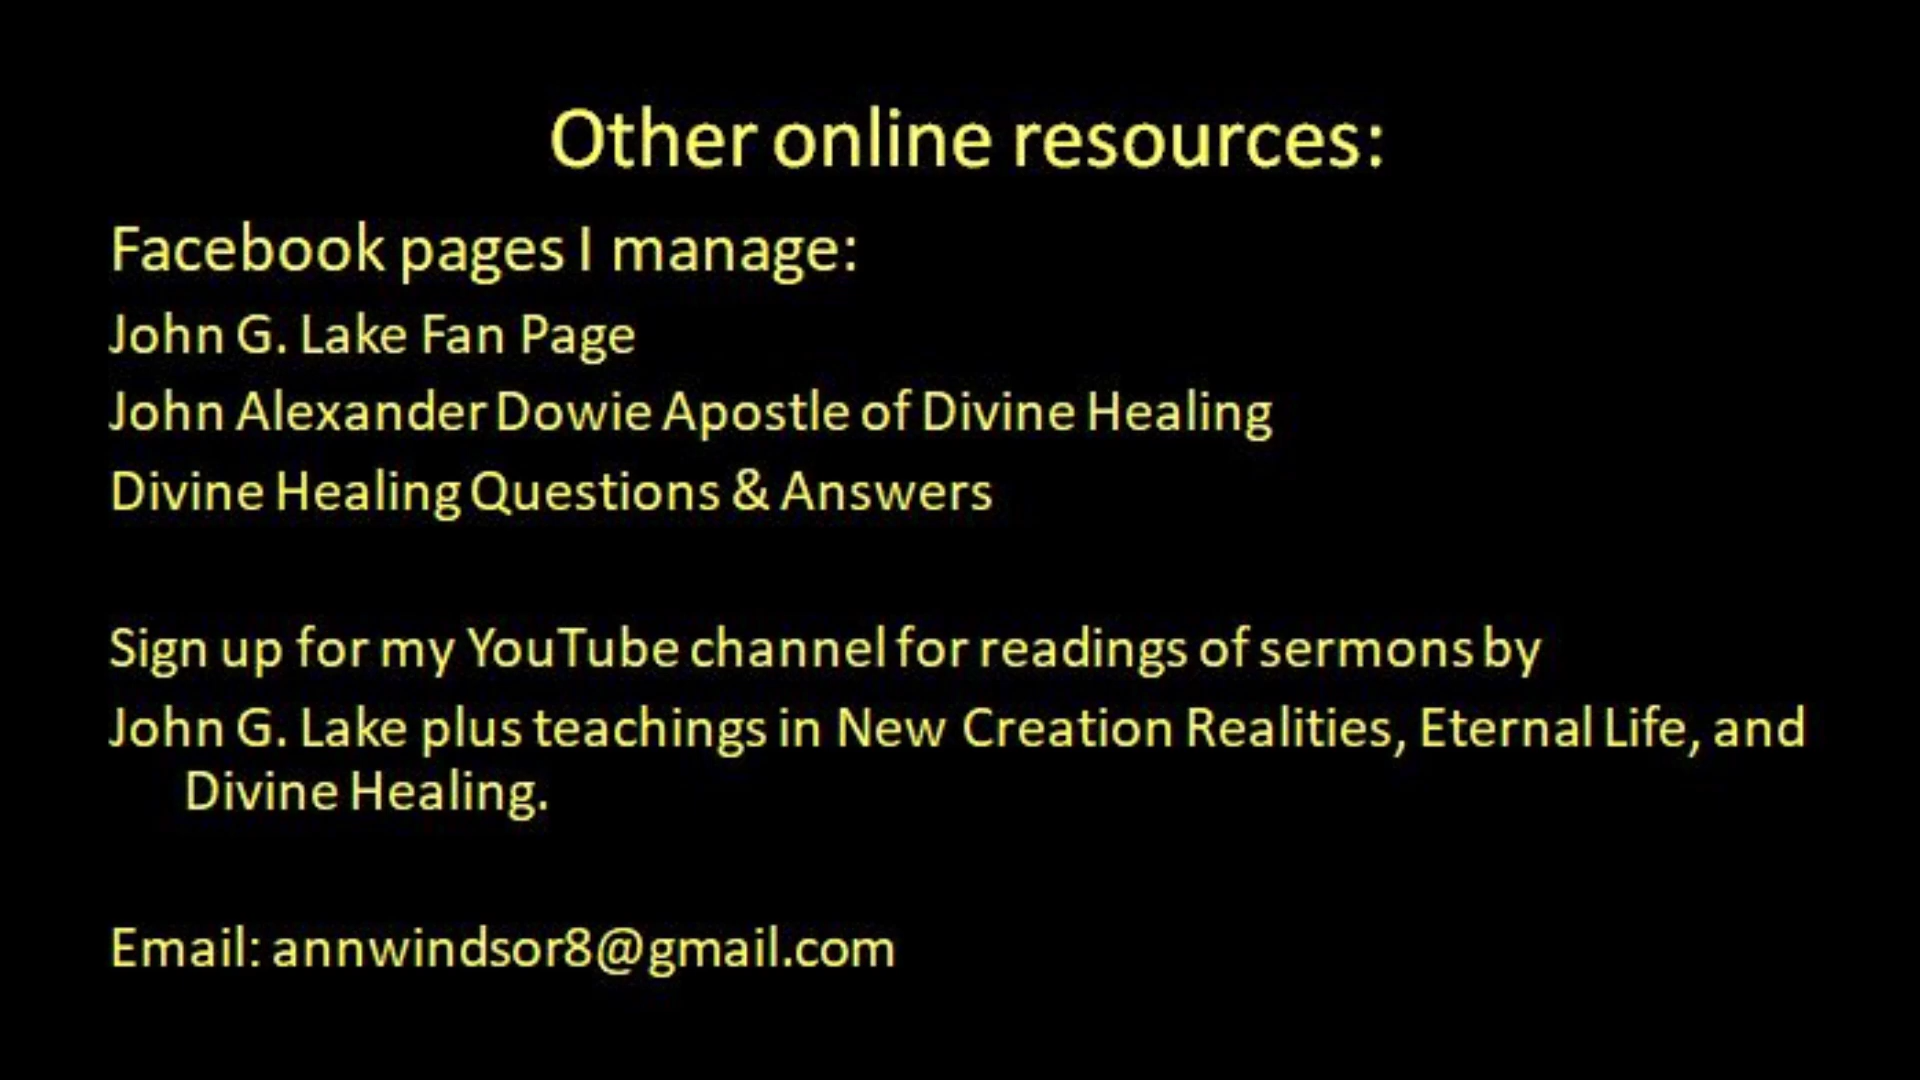 Other online resources:
Facebook pages I manage:
John G. Lake Fan Page
John Alexander Dowie Apostle of Divine Healing
Divine Healing Questions & Answers
Sign up for my YouTube channel for readings of sermons by
John G. Lake plus teachings in New Creation Realities, Eternal Life, and
Divine Healing.
Email: annwindsor8@gmail.com